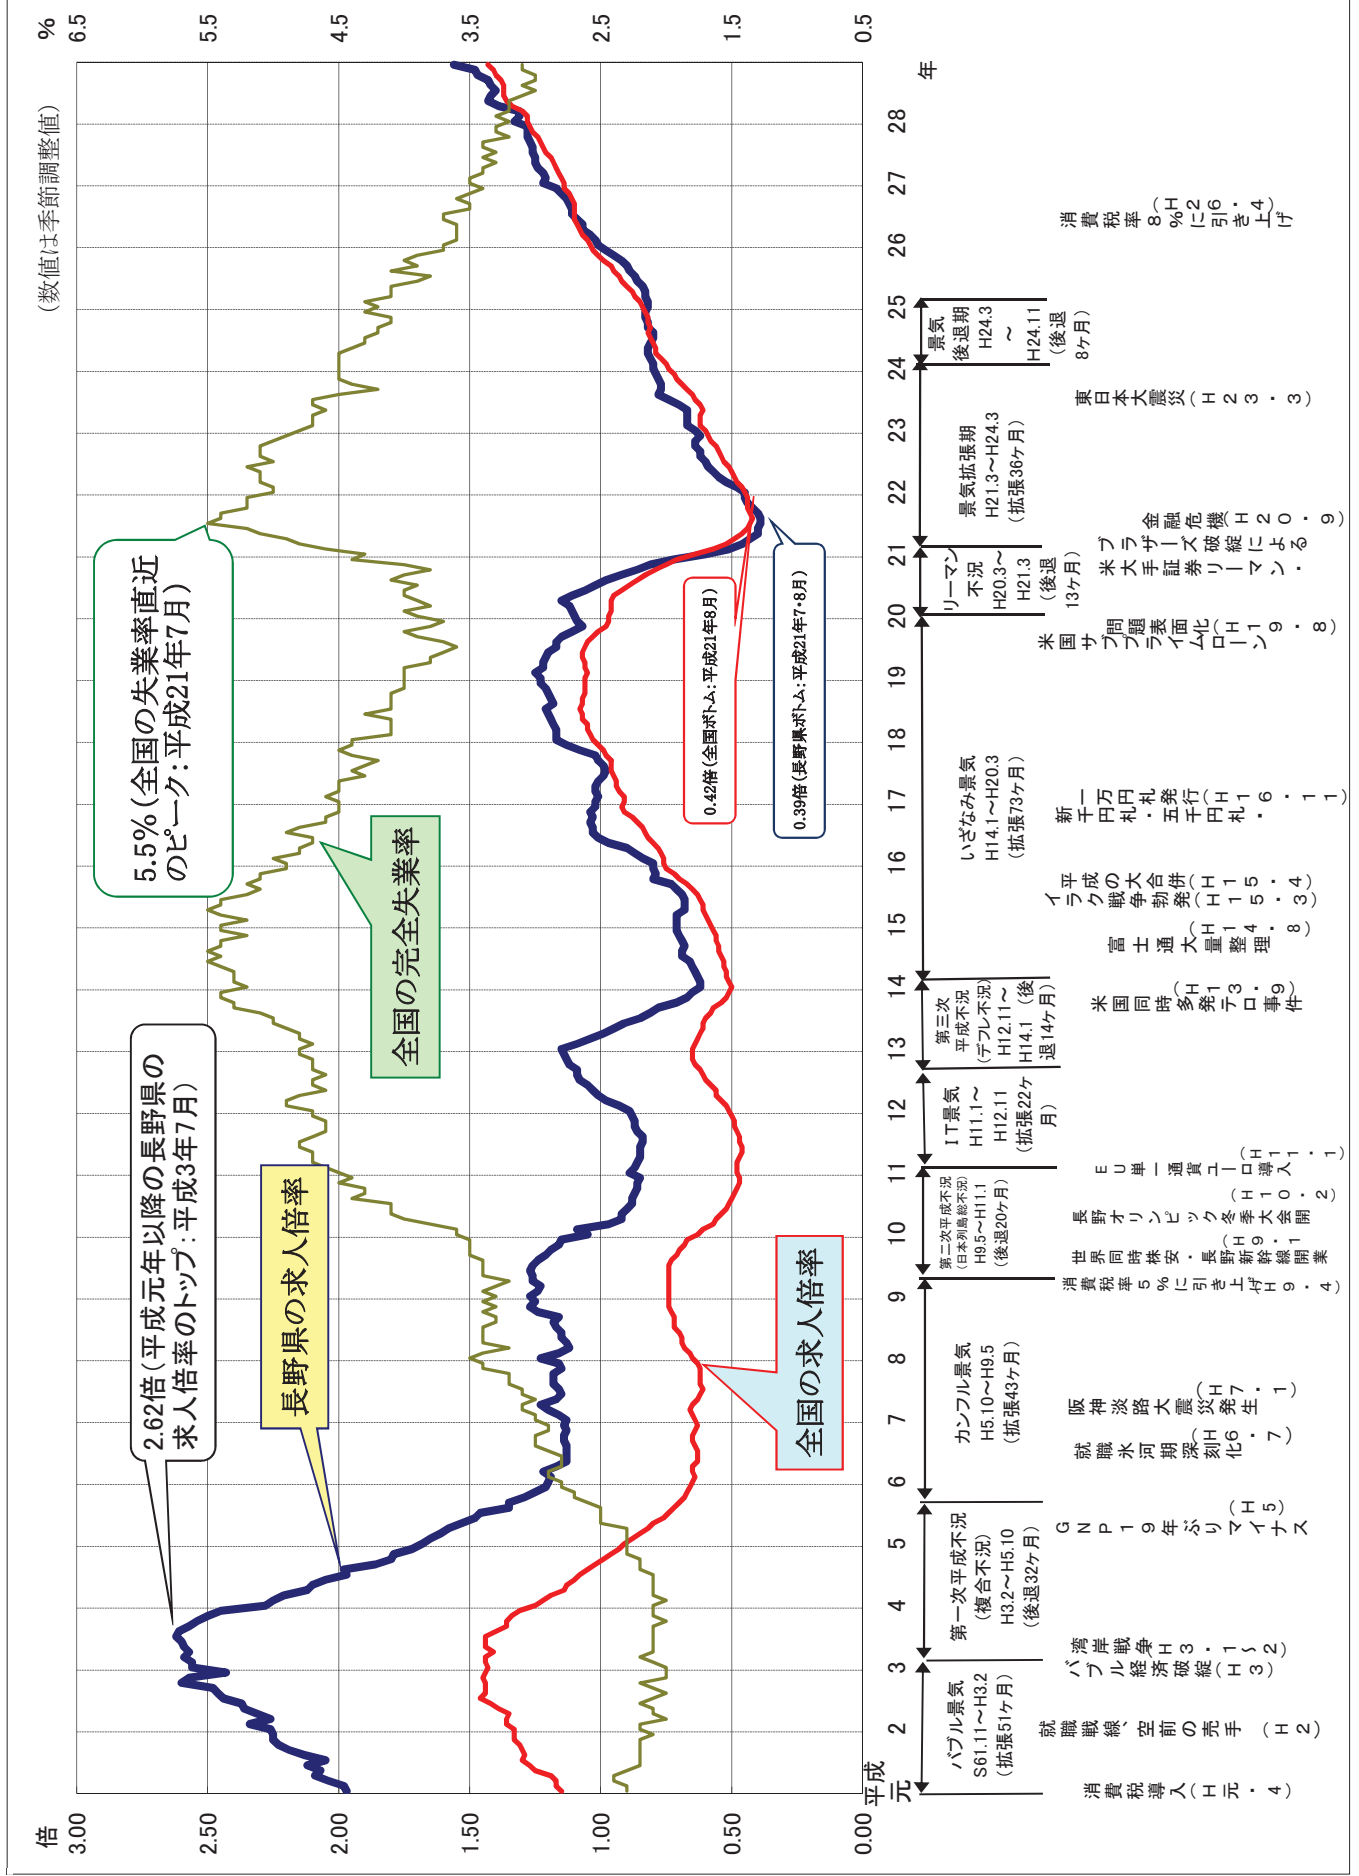 (数値は季節調整値)
倍
3.00
2.50
2.00
1.50
1.00
0.50
0.00
%
6.5
5.5
4.5
3.5
2.5
1.5
0.5
2.62倍(平成元年以降の長野県の
求人倍率のトップ:平成3年7月)
5.5%(全国の失業率直近
のピーク:平成21年7月)
長野県の求人倍率
全国の完全失業率
全国の求人倍率
0.42倍(全国ボトム:平成21年8月)
0.39倍(長野県ボトム:平成21年7・8月)
平成
元
2
3
4
5
6
7
8
9
10
11
12
13
14
15
16
17
18
19
20
21
22
23
24
25
26
27
28
年
バブル景気
S61.11~H3.2
(拡張51ヶ月)
第一次平成不況
(複合不況)
H3.2~H5.10
(後退32ヶ月)
カンフル景気
H5.10~H9.5
(拡張43ヶ月)
第二次平成不況
(日本列島総不況)
H9.5~H11.1
(後退20ヶ月)
IT景気
H11.1~
H12.11
(拡張22ヶ
月)
第三次
平成不況
(デフレ不況)
H12.11~
H14.1 (後
退14ヶ月)
いざなみ景気
H14.1~H20.3
(拡張73ヶ月)
リーマン
不況
H20.3~
H21.3
(後退
13ヶ月)
景気拡張期
H21.3~H24.3
(拡張36ヶ月)
景気
後退期
H24.3
~
H24.11
(後退
8ヶ月)
消費税導入(H元・4)
就職戦線、空前の売手 (H2)
バブル経済破綻(H3)
湾岸戦争(H3・1~2)
GNP19年ぶりマイナス
(H5)
就職氷河期深刻化(H6・7)
阪神淡路大震災発生(H7・1)
消費税率5%に引き上げ(H9・4)
世界同時株安・長野新幹線開業
(H9・1
長野オリンピック冬季大会開
(H10・2)
EU単一通貨ユーロ導入
(H11・1)
米国同時多発テロ事件
(H13・9
富士通大量整理
(H14・8)
イラク戦争勃発(H15・3)
平成の大合併(H15・4)
新千円札・五千円札・
一万円札発行(H16・11)
米国サブプライムローン
問題表面化(H19・8)
米大手証券リーマン・
ブラザーズ破綻による
金融危機(H20・9)
東日本大震災(H23・3)
消費税率8%に引き上げ
(H26・4)